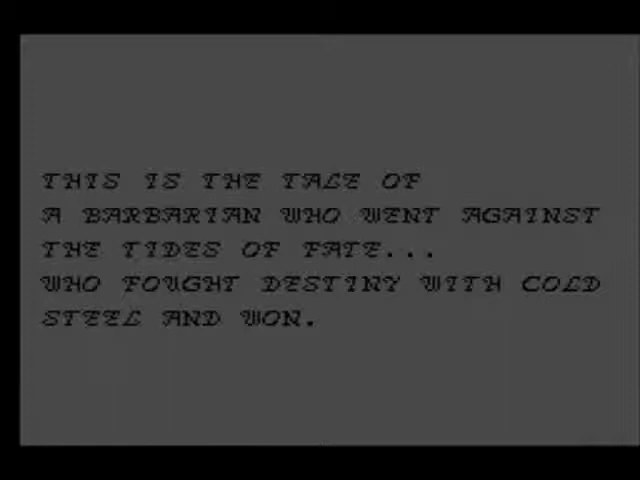 THIS IS THE TALE OF
A BARBARIAN WHO WENT AGAINST
THE TIDES OF FATE...
WHO FOUGHT DESTINY WITH COLD
STEEL AND WON.